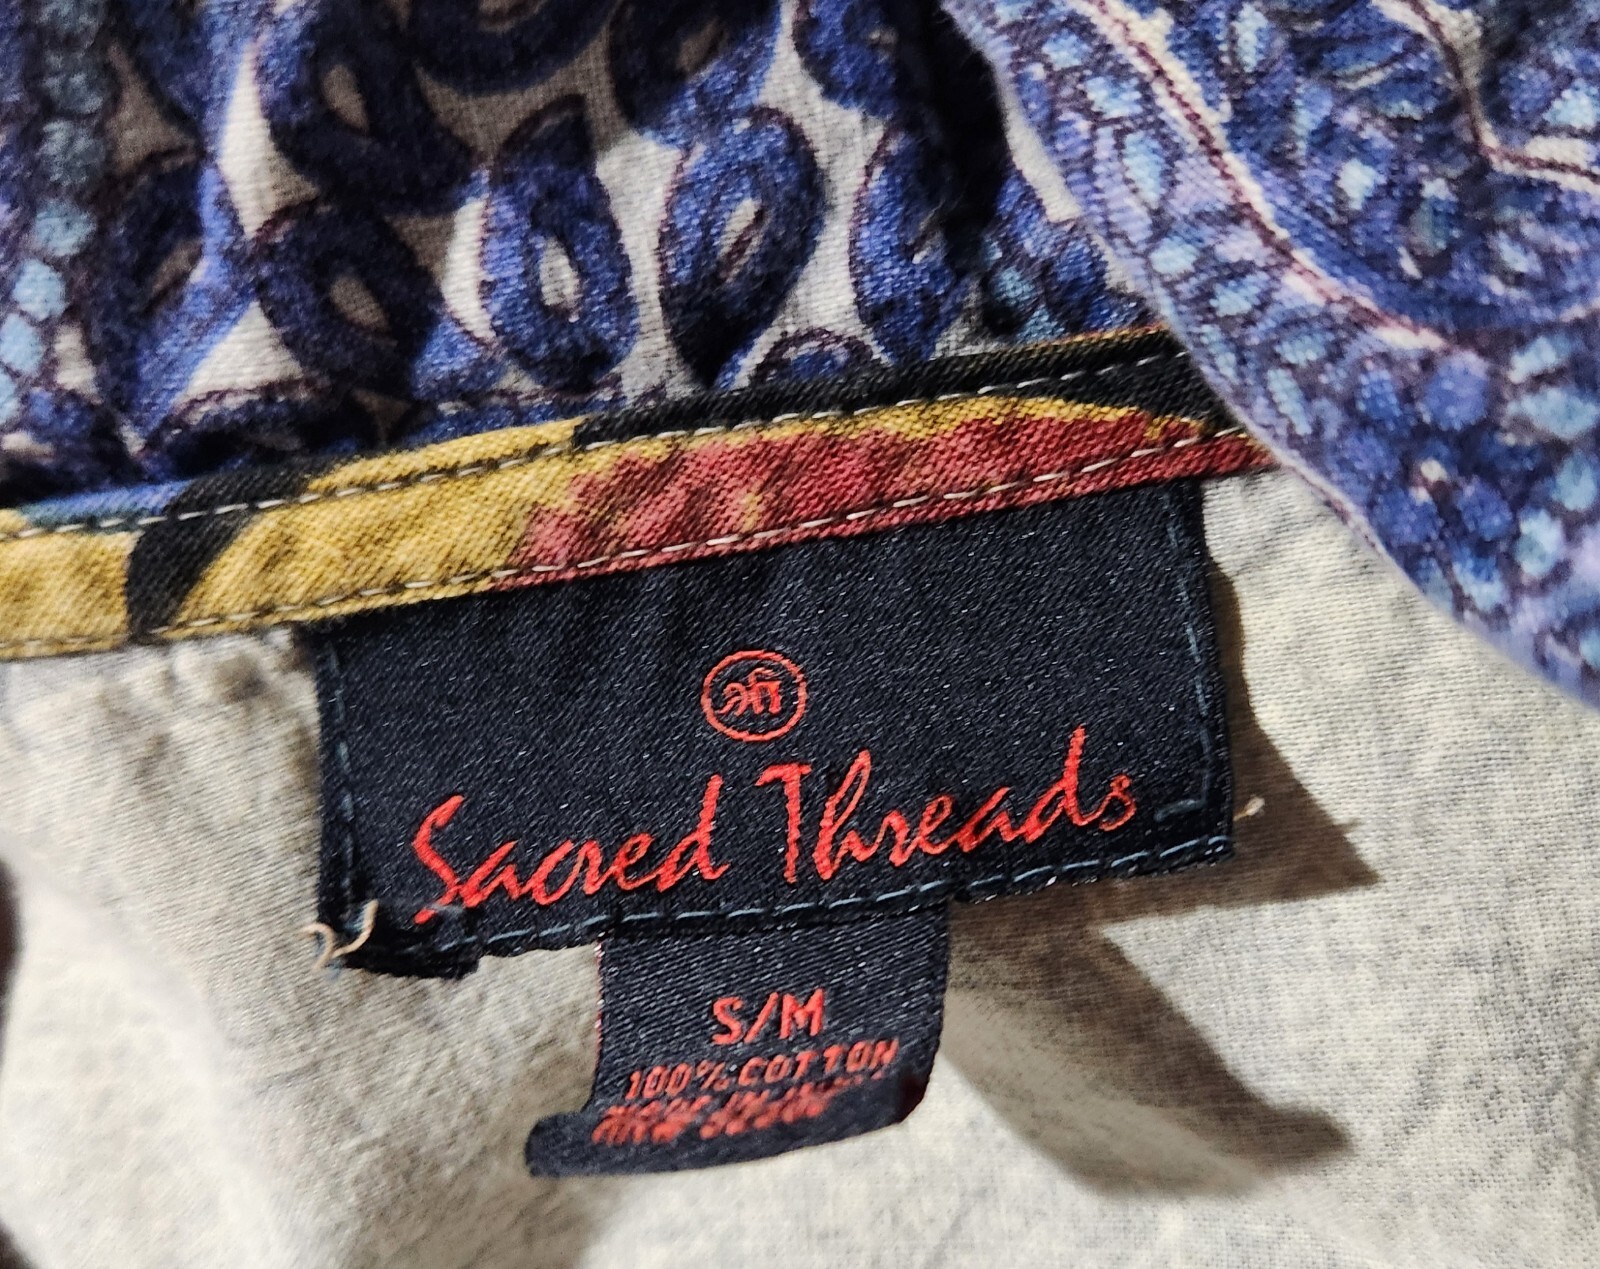 Sacred Threads
S/M
100% COTTON